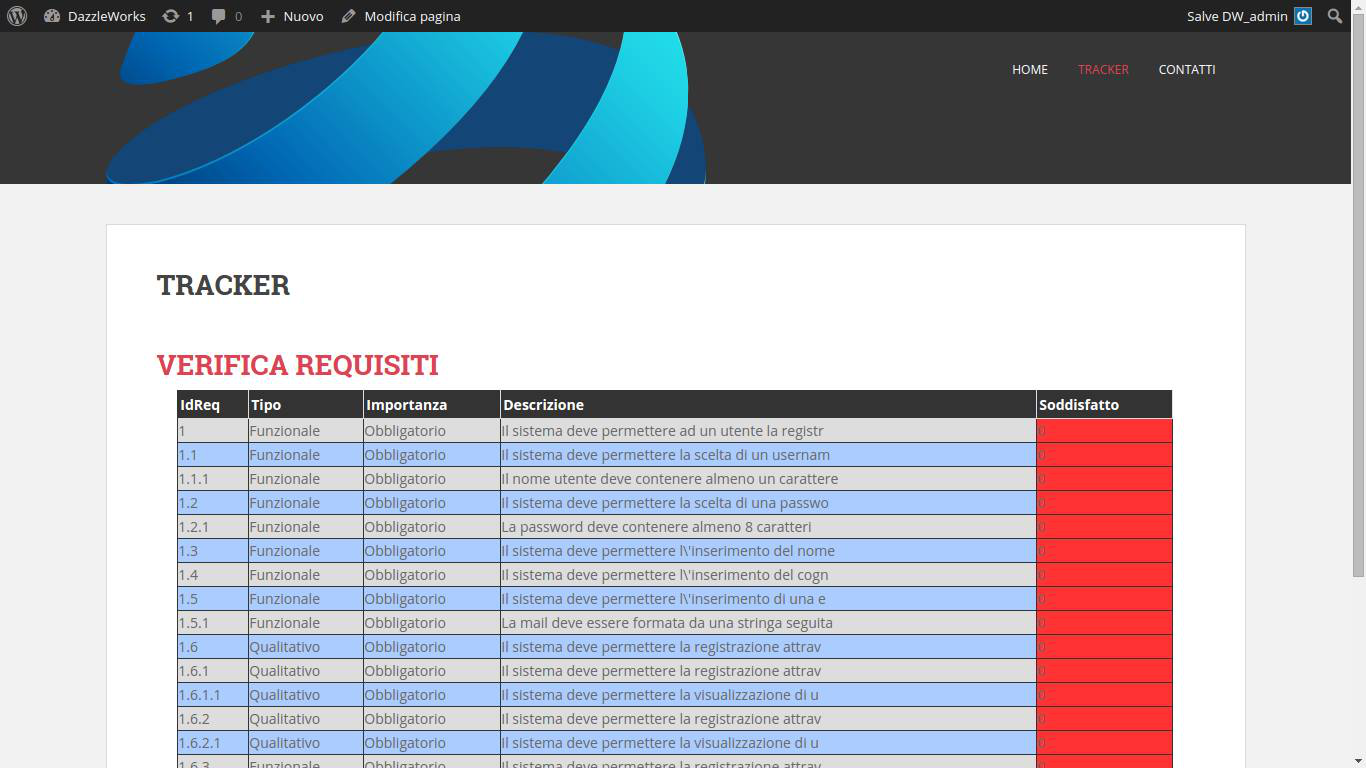 DazzleWorks 1 0 Nuovo Modifica pagina Salve DW_admin
HOME TRACKER CONTATTI
TRACKER
VERIFICA REQUISITI
IdReq Tipo Importanza Descrizione Soddisfatto
1 Funzionale Obbligatorio Il sistema deve permettere ad un utente la registr 0
1.1 Funzionale Obbligatorio Il sistema deve permettere la scelta di un usernam 0
1.1.1 Funzionale Obbligatorio Il nome utente deve contenere almeno un carattere 0
1.2 Funzionale Obbligatorio Il sistema deve permettere la scelta di una passwo 0
1.2.1 Funzionale Obbligatorio La password deve contenere almeno 8 caratteri 0
1.3 Funzionale Obbligatorio Il sistema deve permettere l\'inserimento del nome 0
1.4 Funzionale Obbligatorio Il sistema deve permettere l\'inserimento del cogn 0
1.5 Funzionale Obbligatorio Il sistema deve permettere l\'inserimento di una e 0
1.5.1 Funzionale Obbligatorio La mail deve essere formata da una stringa seguita 0
1.6 Qualitativo Obbligatorio Il sistema deve permettere la registrazione attrav 0
1.6.1 Qualitativo Obbligatorio Il sistema deve permettere la registrazione attrav 0
1.6.1.1 Qualitativo Obbligatorio Il sistema deve permettere la visualizzazione di u 0
1.6.2 Qualitativo Obbligatorio Il sistema deve permettere la registrazione attrav 0
1.6.2.1 Qualitativo Obbligatorio Il sistema deve permettere la visualizzazione di u 0
1.6.3 Funzionale Obbligatorio Il sistema deve permettere la registrazione attrav 0